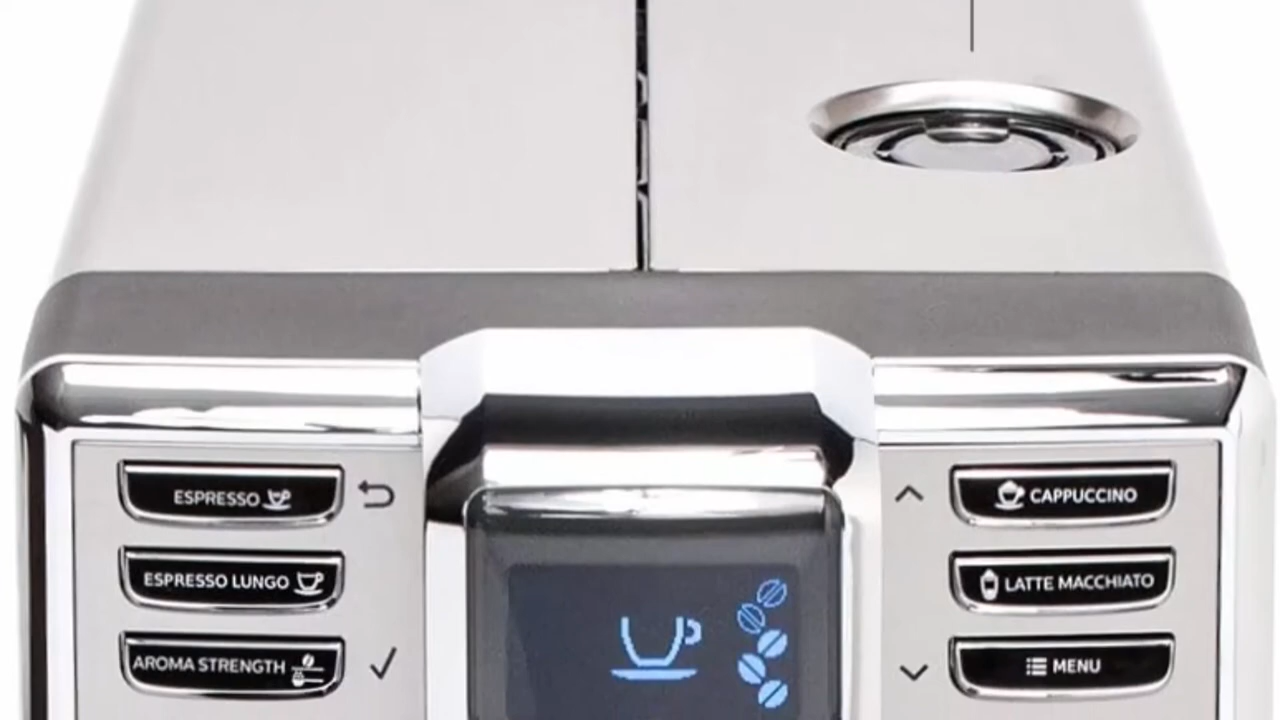 ESPRESSO
CAPPUCCINO
ESPRESSO LUNGO
LATTE MACCHIATO
AROMA STRENGTH
MENU